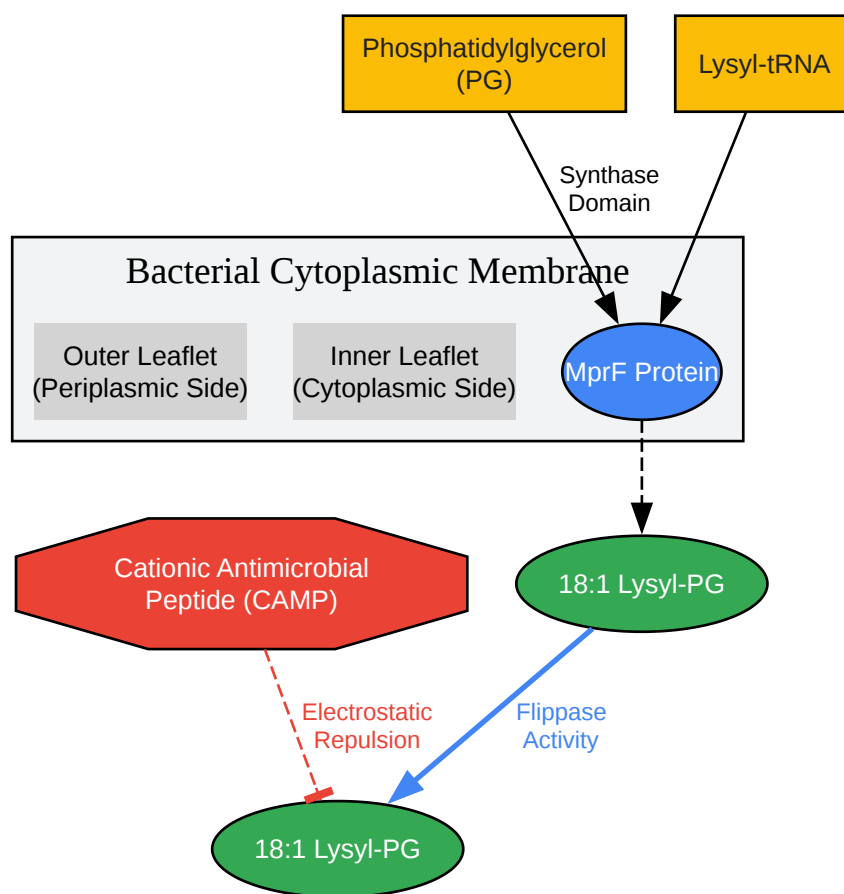 Phosphatidylglycerol
(PG)
Lysyl-tRNA
Synthase
Domain
Bacterial Cytoplasmic Membrane
Outer Leaflet
(Periplasmic Side)
Inner Leaflet
(Cytoplasmic Side)
MprF Protein
Cationic Antimicrobial
Peptide (CAMP)
18:1 Lysyl-PG
Electrostatic
Repulsion
Flippase
Activity
18:1 Lysyl-PG